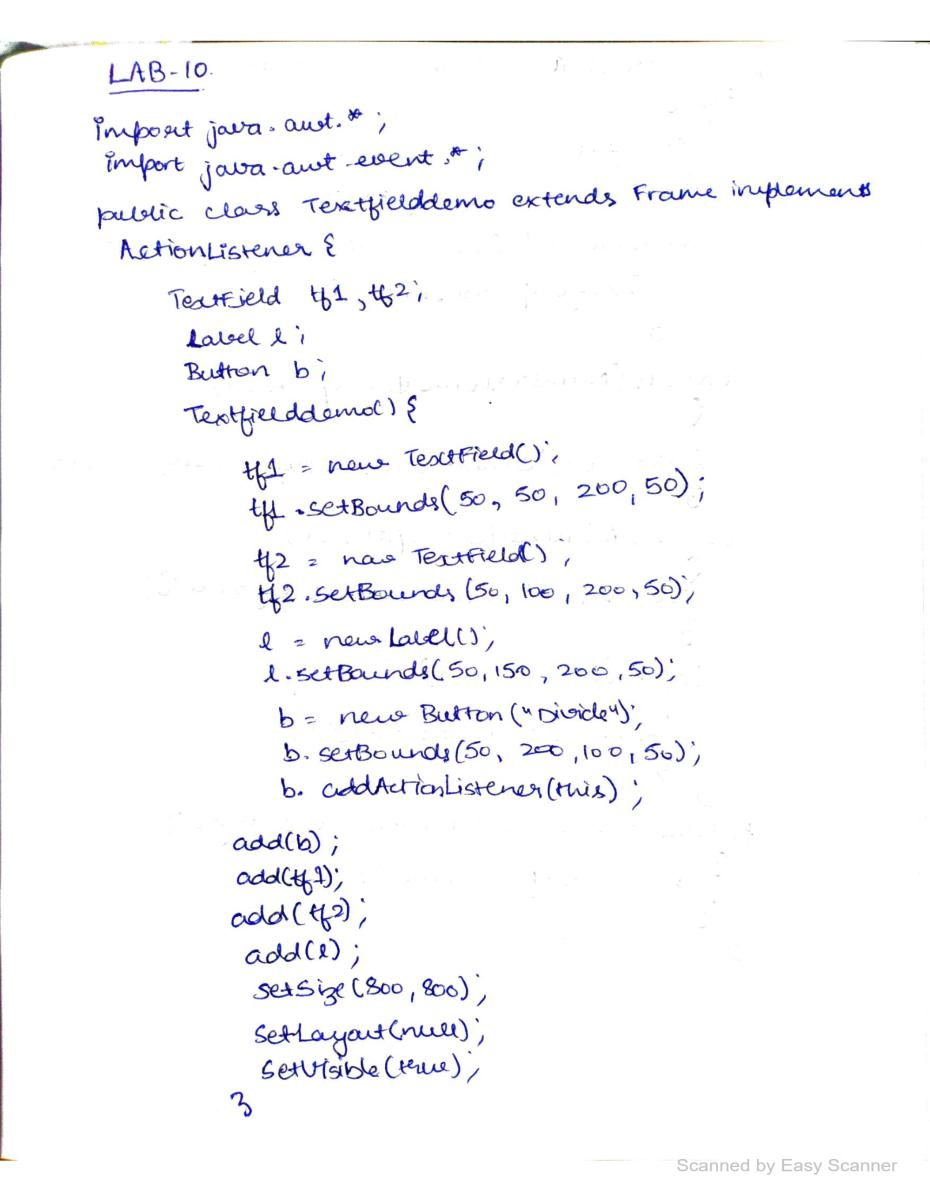 LAB-10.
import java.awt.*;
import java.awt.event.*;
public class Textfielddemo extends Frame implements
ActionListener {
TextField tf1, tf2;
Label l;
Button b;
Textfielddemo() {
tf1 = new TextField();
tf1.setBounds(50, 50, 200, 50);
tf2 = new TextField();
tf2.setBounds(50, 100, 200, 50);
l = new Label();
l.setBounds(50, 150, 200, 50);
b = new Button("Divide");
b.setBounds(50, 200, 100, 50);
b.addActionListener(this);
add(b);
add(tf1);
add(tf2);
add(l);
setSize(800, 800);
setLayout(null);
setVisible(true);
}
Scanned by Easy Scanner